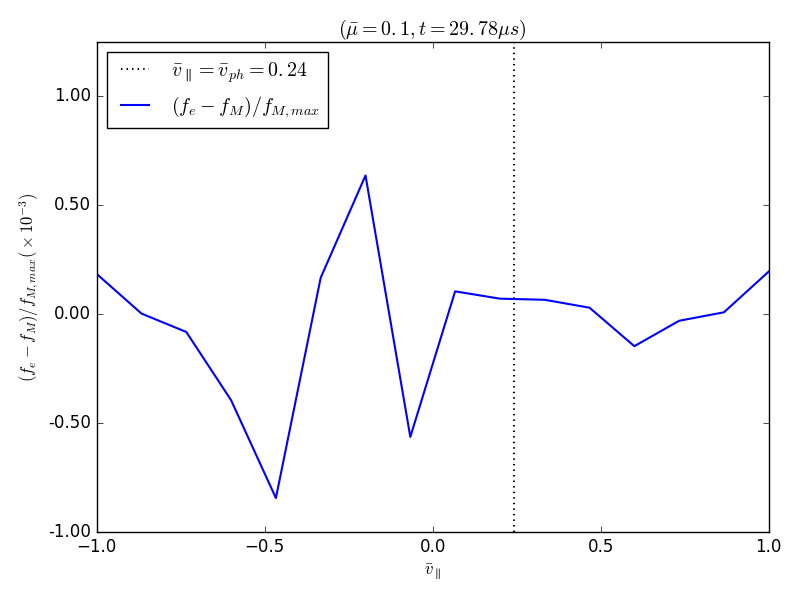 (μ̄ = 0.1, t = 29.78μs)
v̄∥ = v̄ph = 0.24
(fe − fM)/fM,max
1.00
0.50
0.00
-0.50
-1.00
(fe − fM)/fM,max(×10⁻³)
−1.0
−0.5
0.0
0.5
1.0
v̄∥